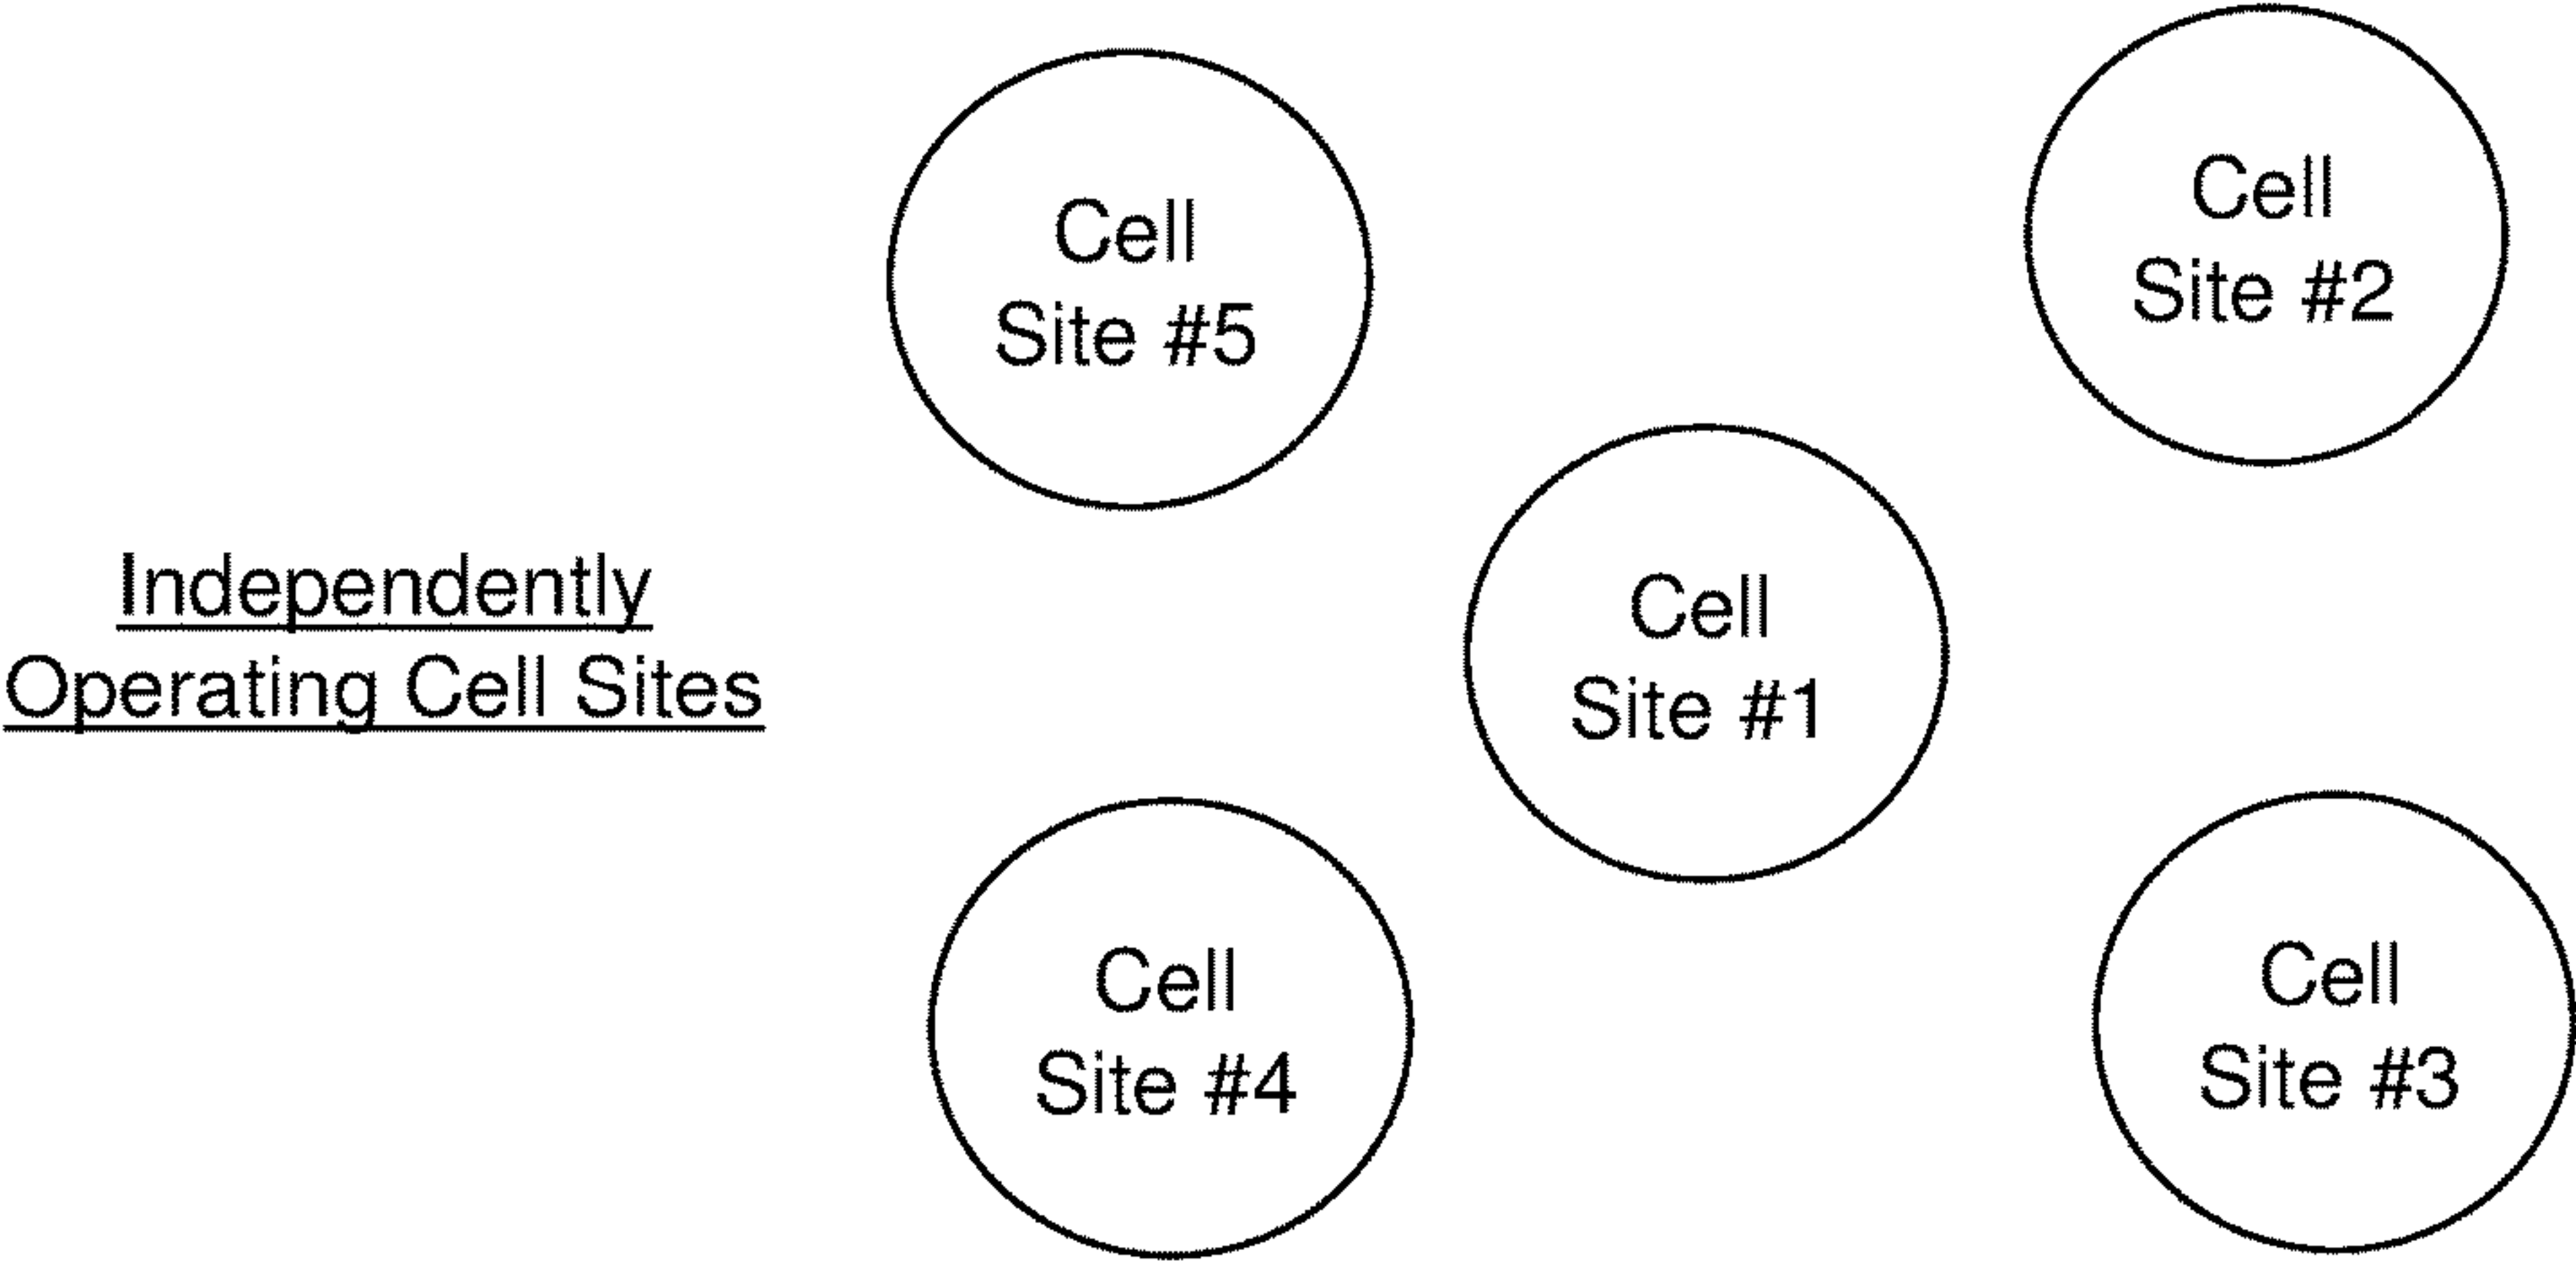 Cell
Site #5
Cell
Site #2
Independently
Operating Cell Sites
Cell
Site #1
Cell
Site #4
Cell
Site #3